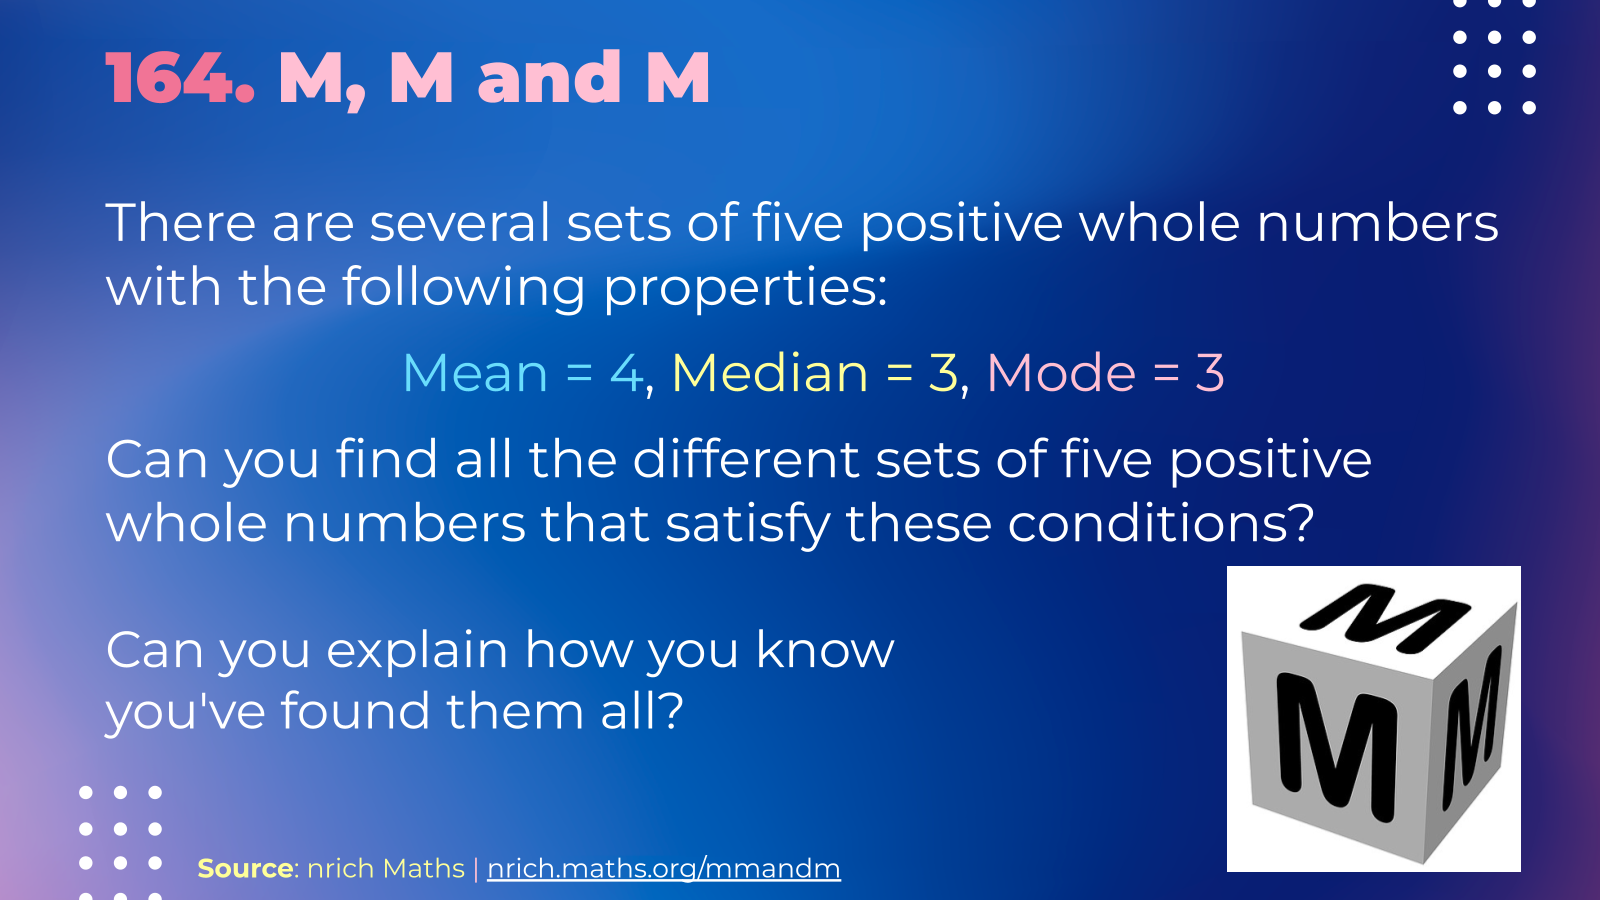 164. M, M and M
There are several sets of five positive whole numbers
with the following properties:
Mean = 4, Median = 3, Mode = 3
Can you find all the different sets of five positive
whole numbers that satisfy these conditions?
Can you explain how you know
you've found them all?
M
M
M
Source: nrich Maths | nrich.maths.org/mmandm